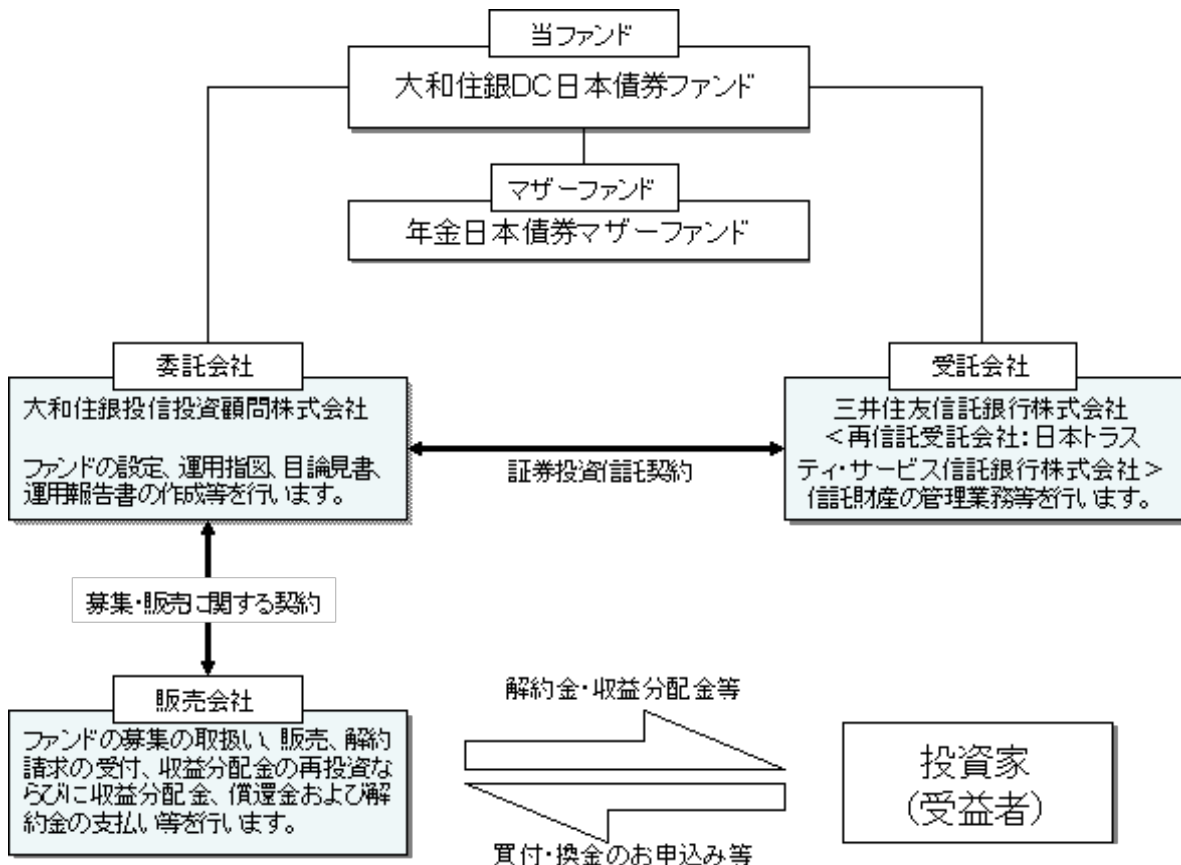 当ファンド
大和住銀DC日本債券ファンド
マザーファンド
年金日本債券マザーファンド
委託会社
大和住銀投信投資顧問株式会社
ファンドの設定、運用指図、目論見書、
運用報告書の作成等を行います。
証券投資信託契約
受託会社
三井住友信託銀行株式会社
＜再信託受託会社：日本トラス
ティ・サービス信託銀行株式会社＞
信託財産の管理業務等を行います。
募集・販売に関する契約
販売会社
ファンドの募集の取扱い、販売、解約
請求の受付、収益分配金の再投資な
らびに収益分配金、償還金および解
約金の支払い等を行います。
解約金・収益分配金等
買付・換金のお申込み等
投資家
（受益者）